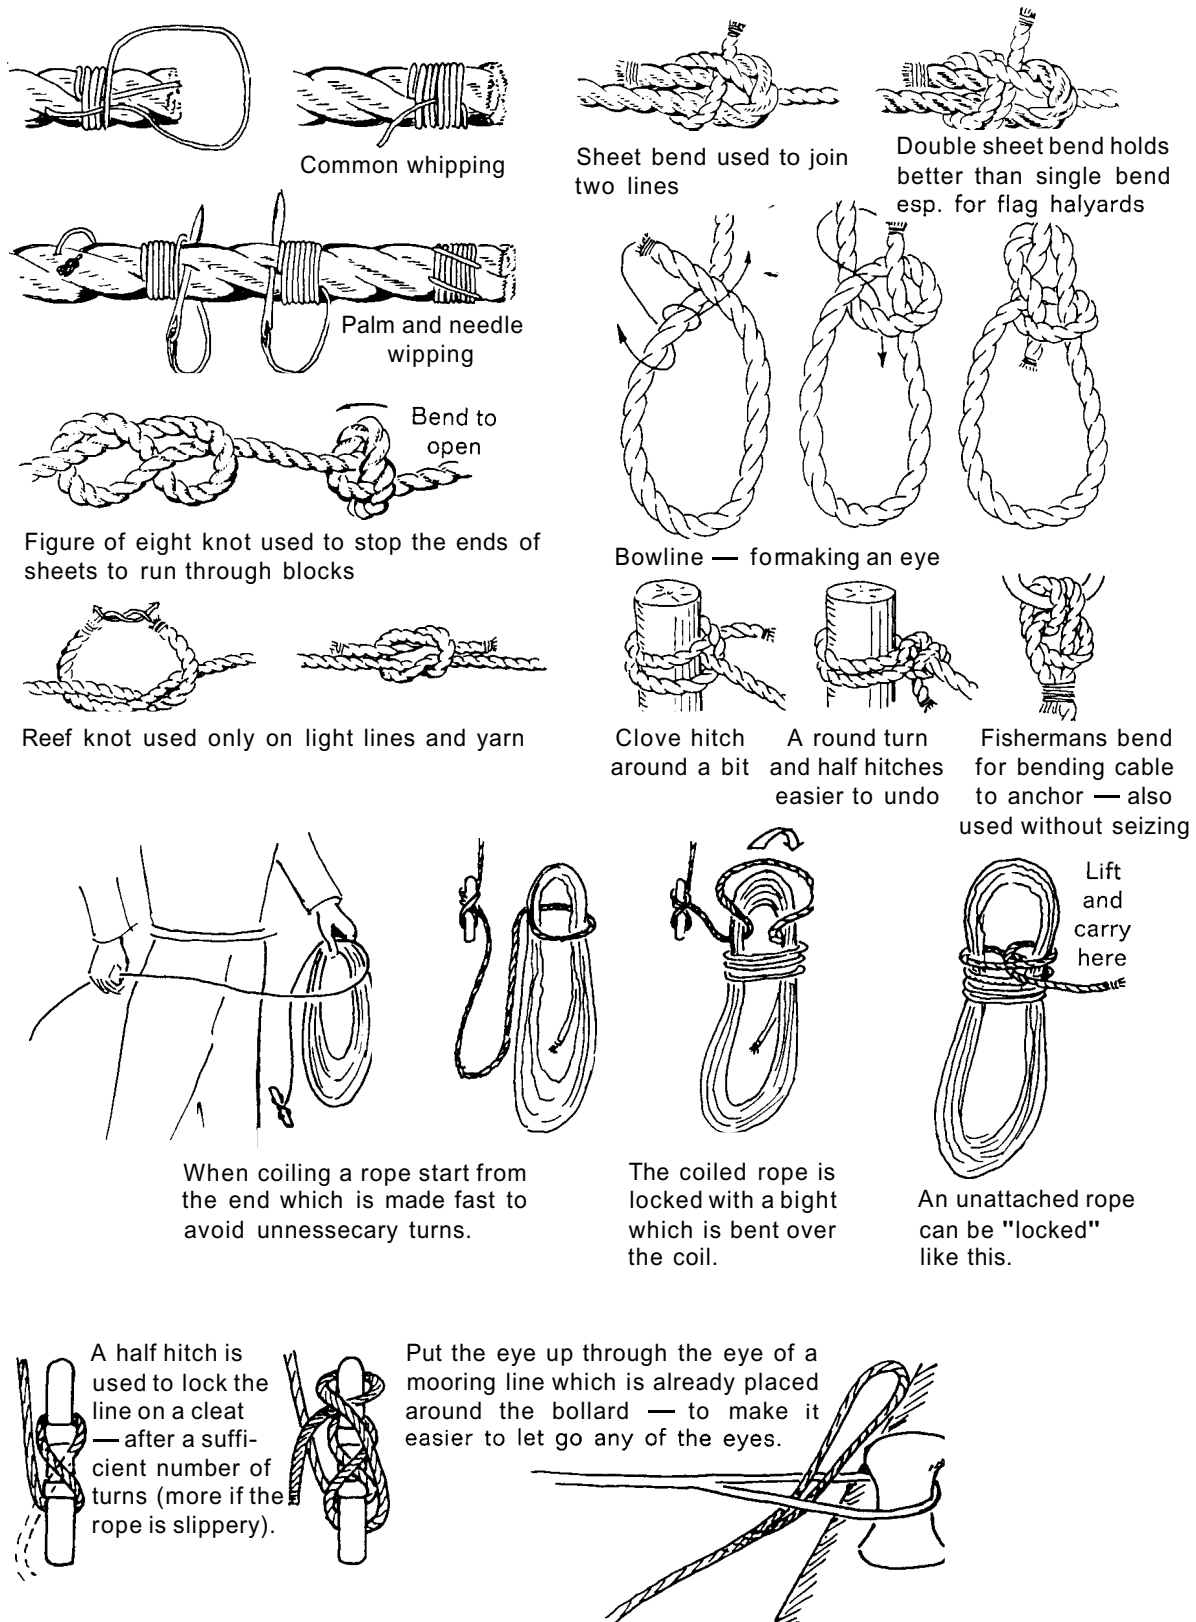 Common whipping
Sheet bend used to join
two lines
Double sheet bend holds
better than single bend
esp. for flag halyards
Palm and needle
wipping
Bend to
open
Figure of eight knot used to stop the ends of
sheets to run through blocks
Bowline — formaking an eye
Reef knot used only on light lines and yarn
Clove hitch
around a bit
A round turn
and half hitches
easier to undo
Fishermans bend
for bending cable
to anchor — also
used without seizing
Lift
and
carry
here
When coiling a rope start from
the end which is made fast to
avoid unnessecary turns.
The coiled rope is
locked with a bight
which is bent over
the coil.
An unattached rope
can be "locked"
like this.
A half hitch is
used to lock the
line on a cleat
— after a suffi-
cient number of
turns (more if the
rope is slippery).
Put the eye up through the eye of a
mooring line which is already placed
around the bollard — to make it
easier to let go any of the eyes.